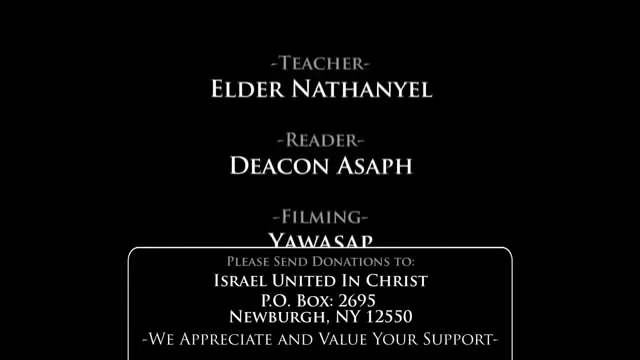 -Teacher-
Elder Nathanyel
-Reader-
Deacon Asaph
-Filming-
Yawasap
Please Send Donations to:
Israel United In Christ
P.O. Box: 2695
Newburgh, NY 12550
-We Appreciate and Value Your Support-